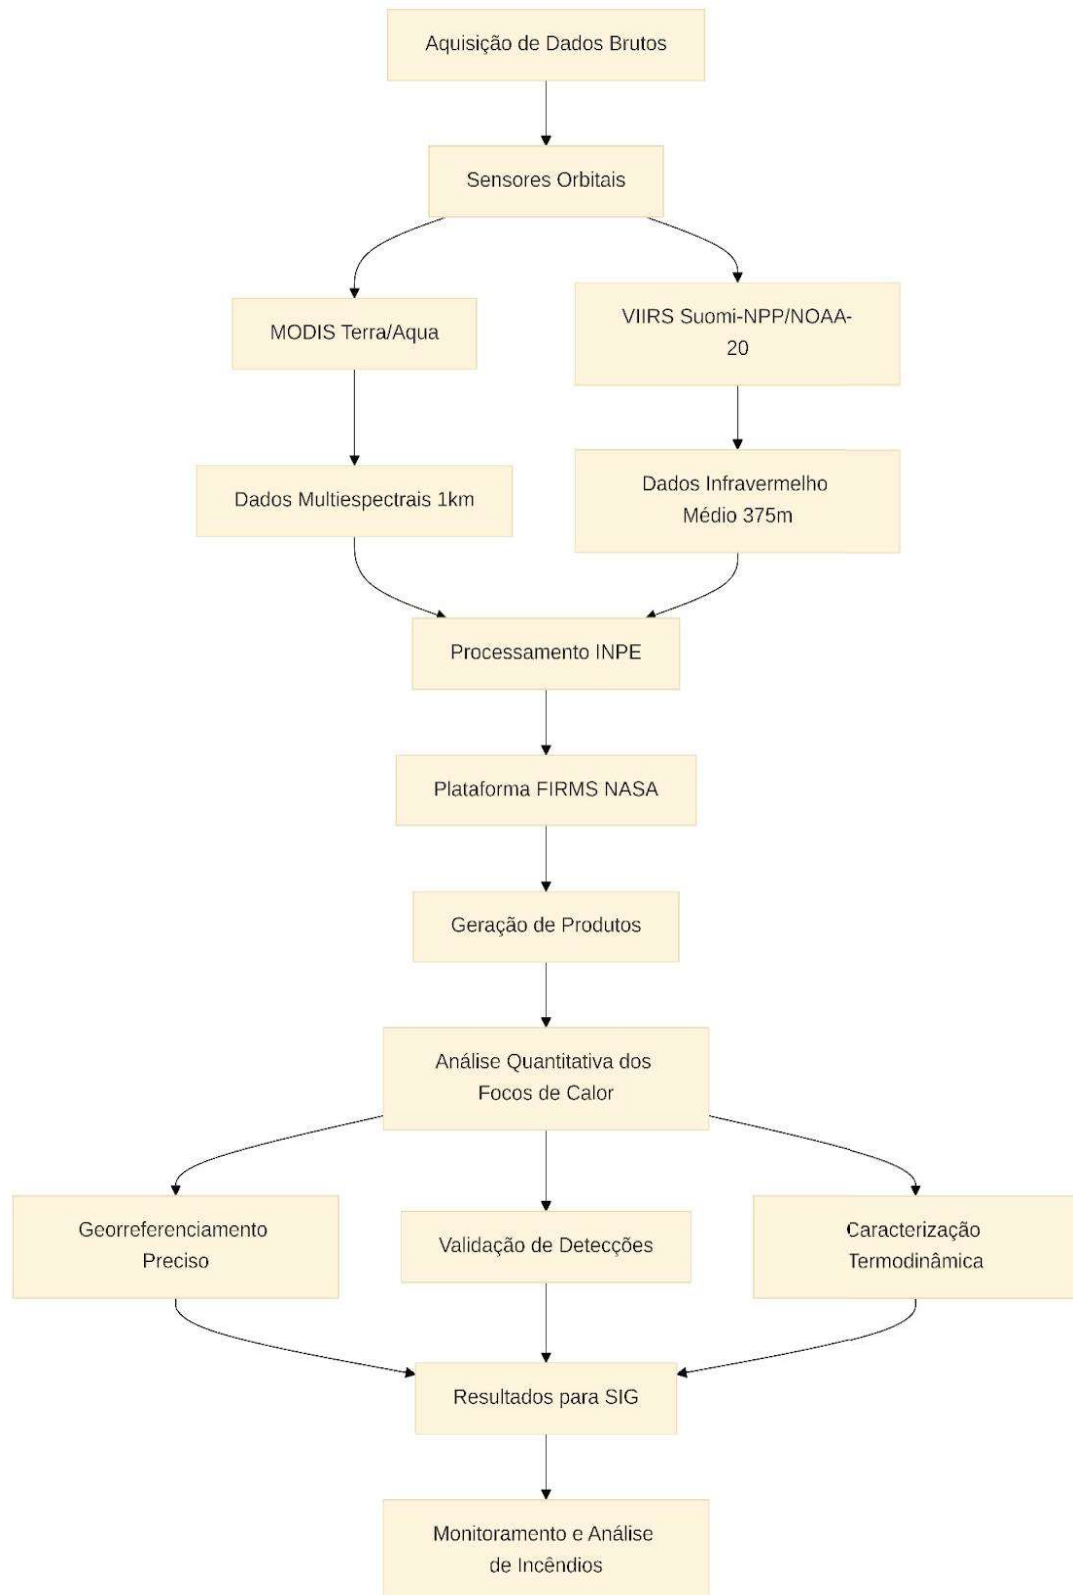 Aquisição de Dados Brutos
Sensores Orbitais
MODIS Terra/Aqua
VIIRS Suomi-NPP/NOAA-
20
Dados Multiespectrais 1km
Dados Infravermelho
Médio 375m
Processamento INPE
Plataforma FIRMS NASA
Geração de Produtos
Análise Quantitativa dos
Focos de Calor
Georreferenciamento
Preciso
Validação de Detecções
Caracterização
Termodinâmica
Resultados para SIG
Monitoramento e Análise
de Incêndios